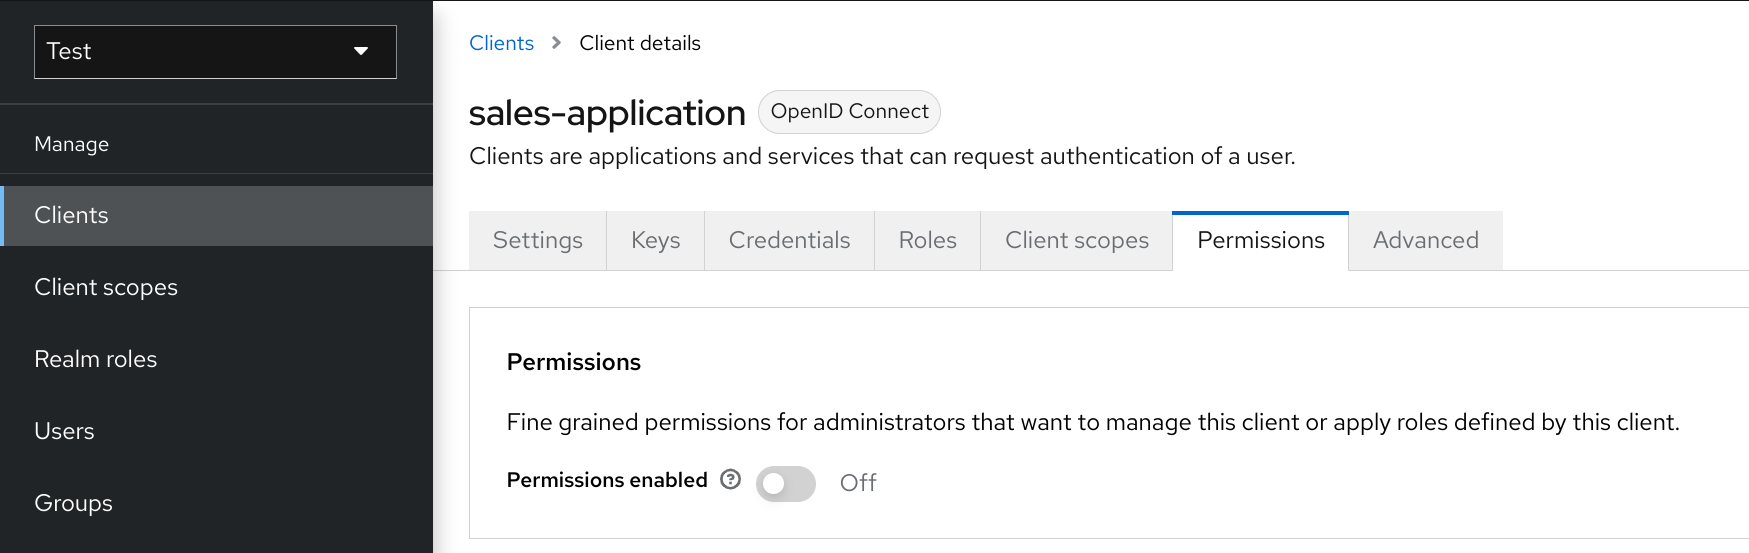 Test
Manage
Clients
Client scopes
Realm roles
Users
Groups
Clients > Client details
sales-application OpenID Connect
Clients are applications and services that can request authentication of a user.
Settings Keys Credentials Roles Client scopes Permissions Advanced
Permissions
Fine grained permissions for administrators that want to manage this client or apply roles defined by this client.
Permissions enabled ? Off